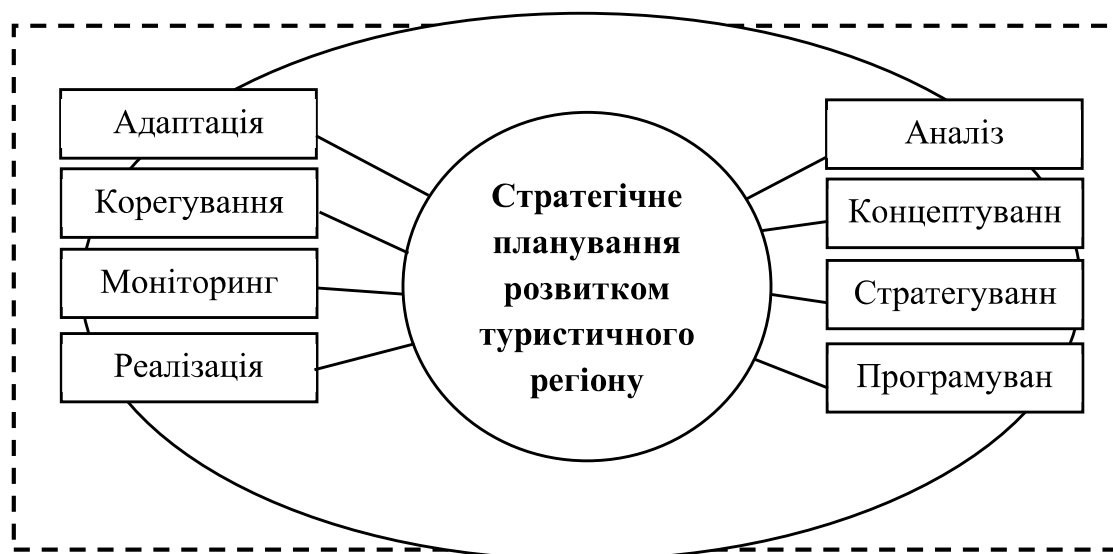 Адаптація
Корегування
Моніторинг
Реалізація
Стратегічне
планування
розвитком
туристичного
регіону
Аналіз
Концептуванн
Стратегуванн
Програмуван